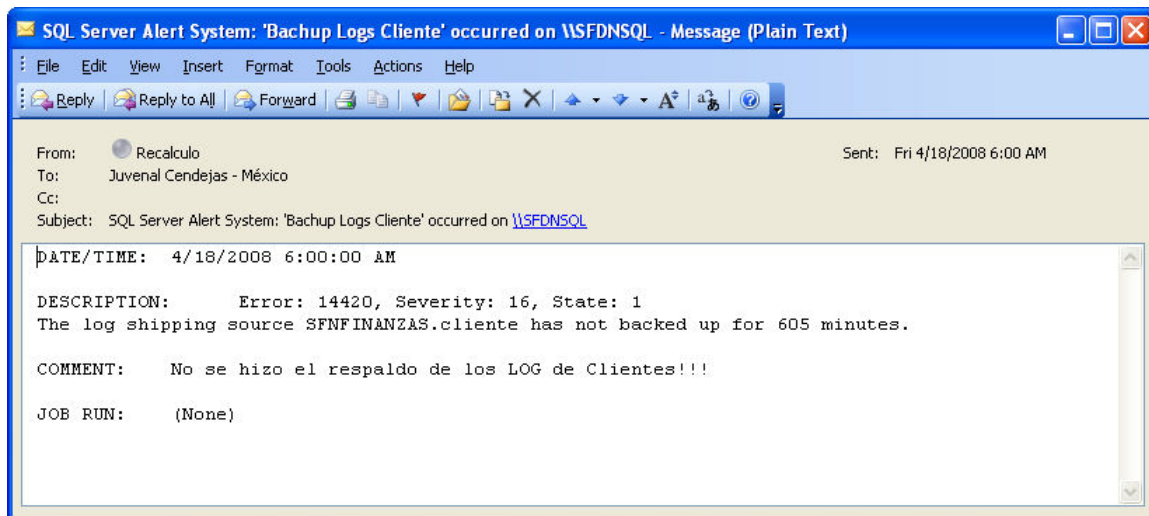 SQL Server Alert System: 'Bachup Logs Cliente' occurred on \\SFDNSQL - Message (Plain Text)
File Edit View Insert Format Tools Actions Help
Reply Reply to All Forward
From: Recalculo Sent: Fri 4/18/2008 6:00 AM
To: Juvenal Cendejas - México
Cc:
Subject: SQL Server Alert System: 'Bachup Logs Cliente' occurred on \\SFDNSQL
DATE/TIME: 4/18/2008 6:00:00 AM
DESCRIPTION: Error: 14420, Severity: 16, State: 1
The log shipping source SFNFINANZAS.cliente has not backed up for 605 minutes.
COMMENT: No se hizo el respaldo de los LOG de Clientes!!!
JOB RUN: (None)